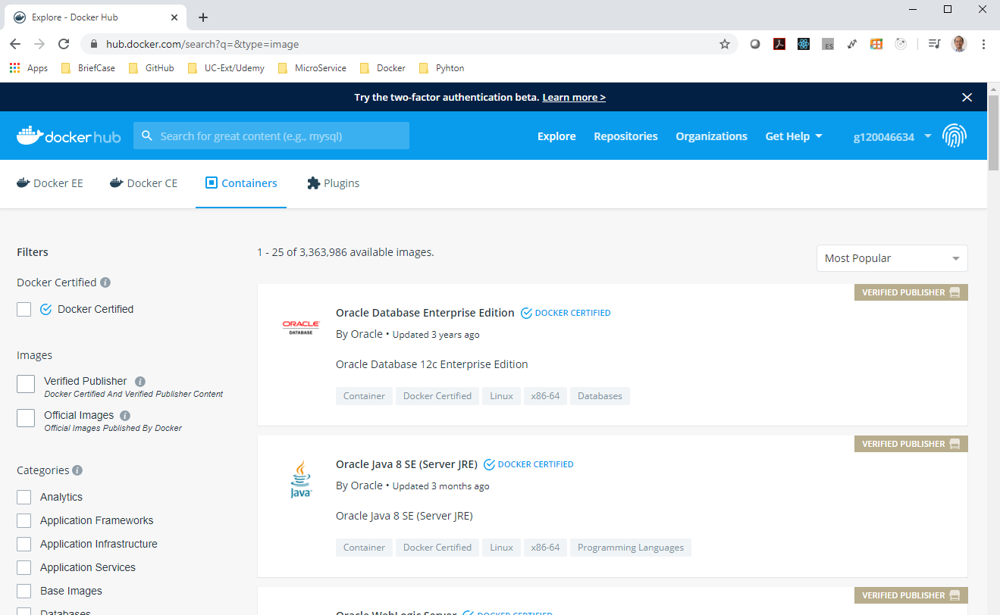 Explore - Docker Hub
hub.docker.com/search?q=&type=image
Apps BriefCase GitHub UC-Ext/Udemy MicroService Docker Pyhton
Try the two-factor authentication beta. Learn more >
dockerhub Search for great content (e.g., mysql) Explore Repositories Organizations Get Help g120046634
Docker EE Docker CE Containers Plugins
Filters
Docker Certified
Docker Certified
Images
Verified Publisher
Docker Certified And Verified Publisher Content
Official Images
Official Images Published By Docker
Categories
Analytics
Application Frameworks
Application Infrastructure
Application Services
Base Images
Databases
1 - 25 of 3,363,986 available images.
Most Popular
VERIFIED PUBLISHER
ORACLE
DATABASE
Oracle Database Enterprise Edition DOCKER CERTIFIED
By Oracle • Updated 3 years ago
Oracle Database 12c Enterprise Edition
Container Docker Certified Linux x86-64 Databases
VERIFIED PUBLISHER
Java
Oracle Java 8 SE (Server JRE) DOCKER CERTIFIED
By Oracle • Updated 3 months ago
Oracle Java 8 SE (Server JRE)
Container Docker Certified Linux x86-64 Programming Languages
VERIFIED PUBLISHER
Oracle WebLogic Server DOCKER CERTIFIED
ES